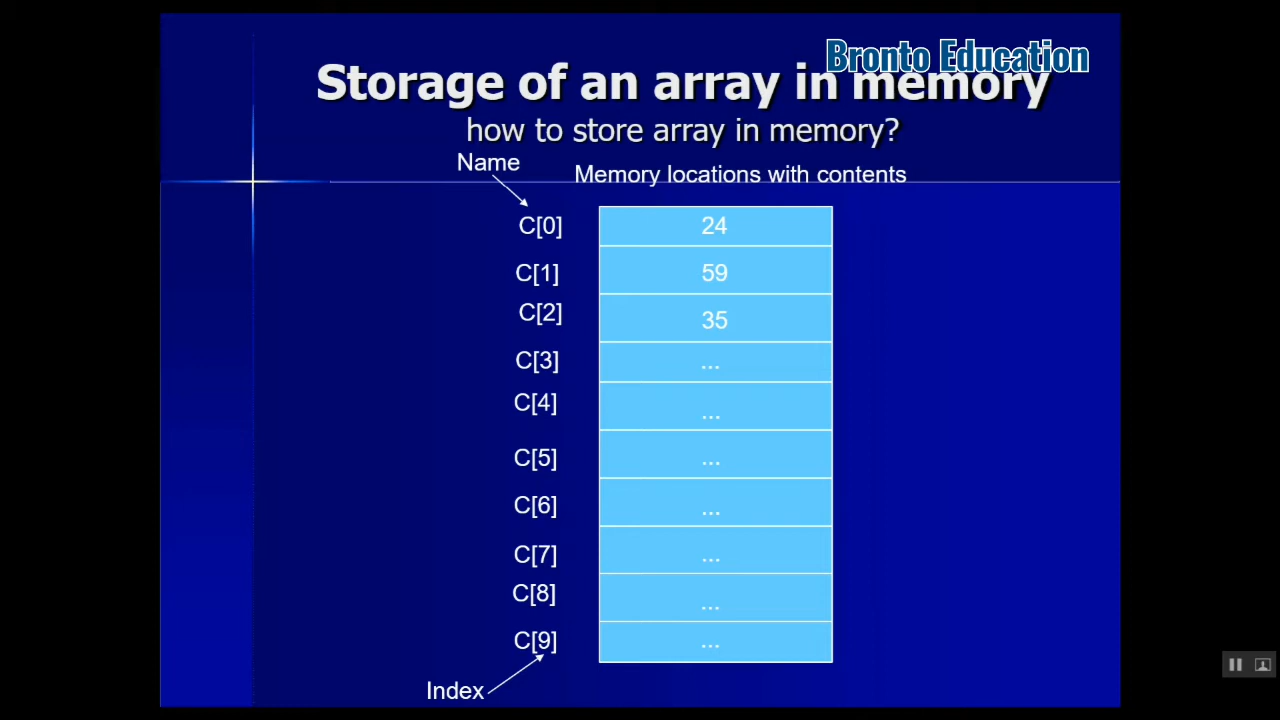 Bronto Education
Storage of an array in memory
how to store array in memory?
Name
Memory locations with contents
C[0] 24
C[1] 59
C[2] 35
C[3] ...
C[4] ...
C[5] ...
C[6] ...
C[7] ...
C[8] ...
C[9] ...
Index